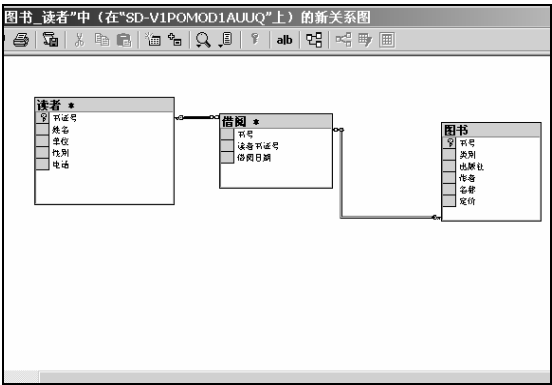 图书_读者”中（在“SD-V1POMOD1AUUQ”上）的新关系图
a|b
读者 *
书证号
姓名
单位
性别
电话
借阅 *
书号
读者书证号
借阅日期
图书
书号
类别
出版社
作者
名称
定价